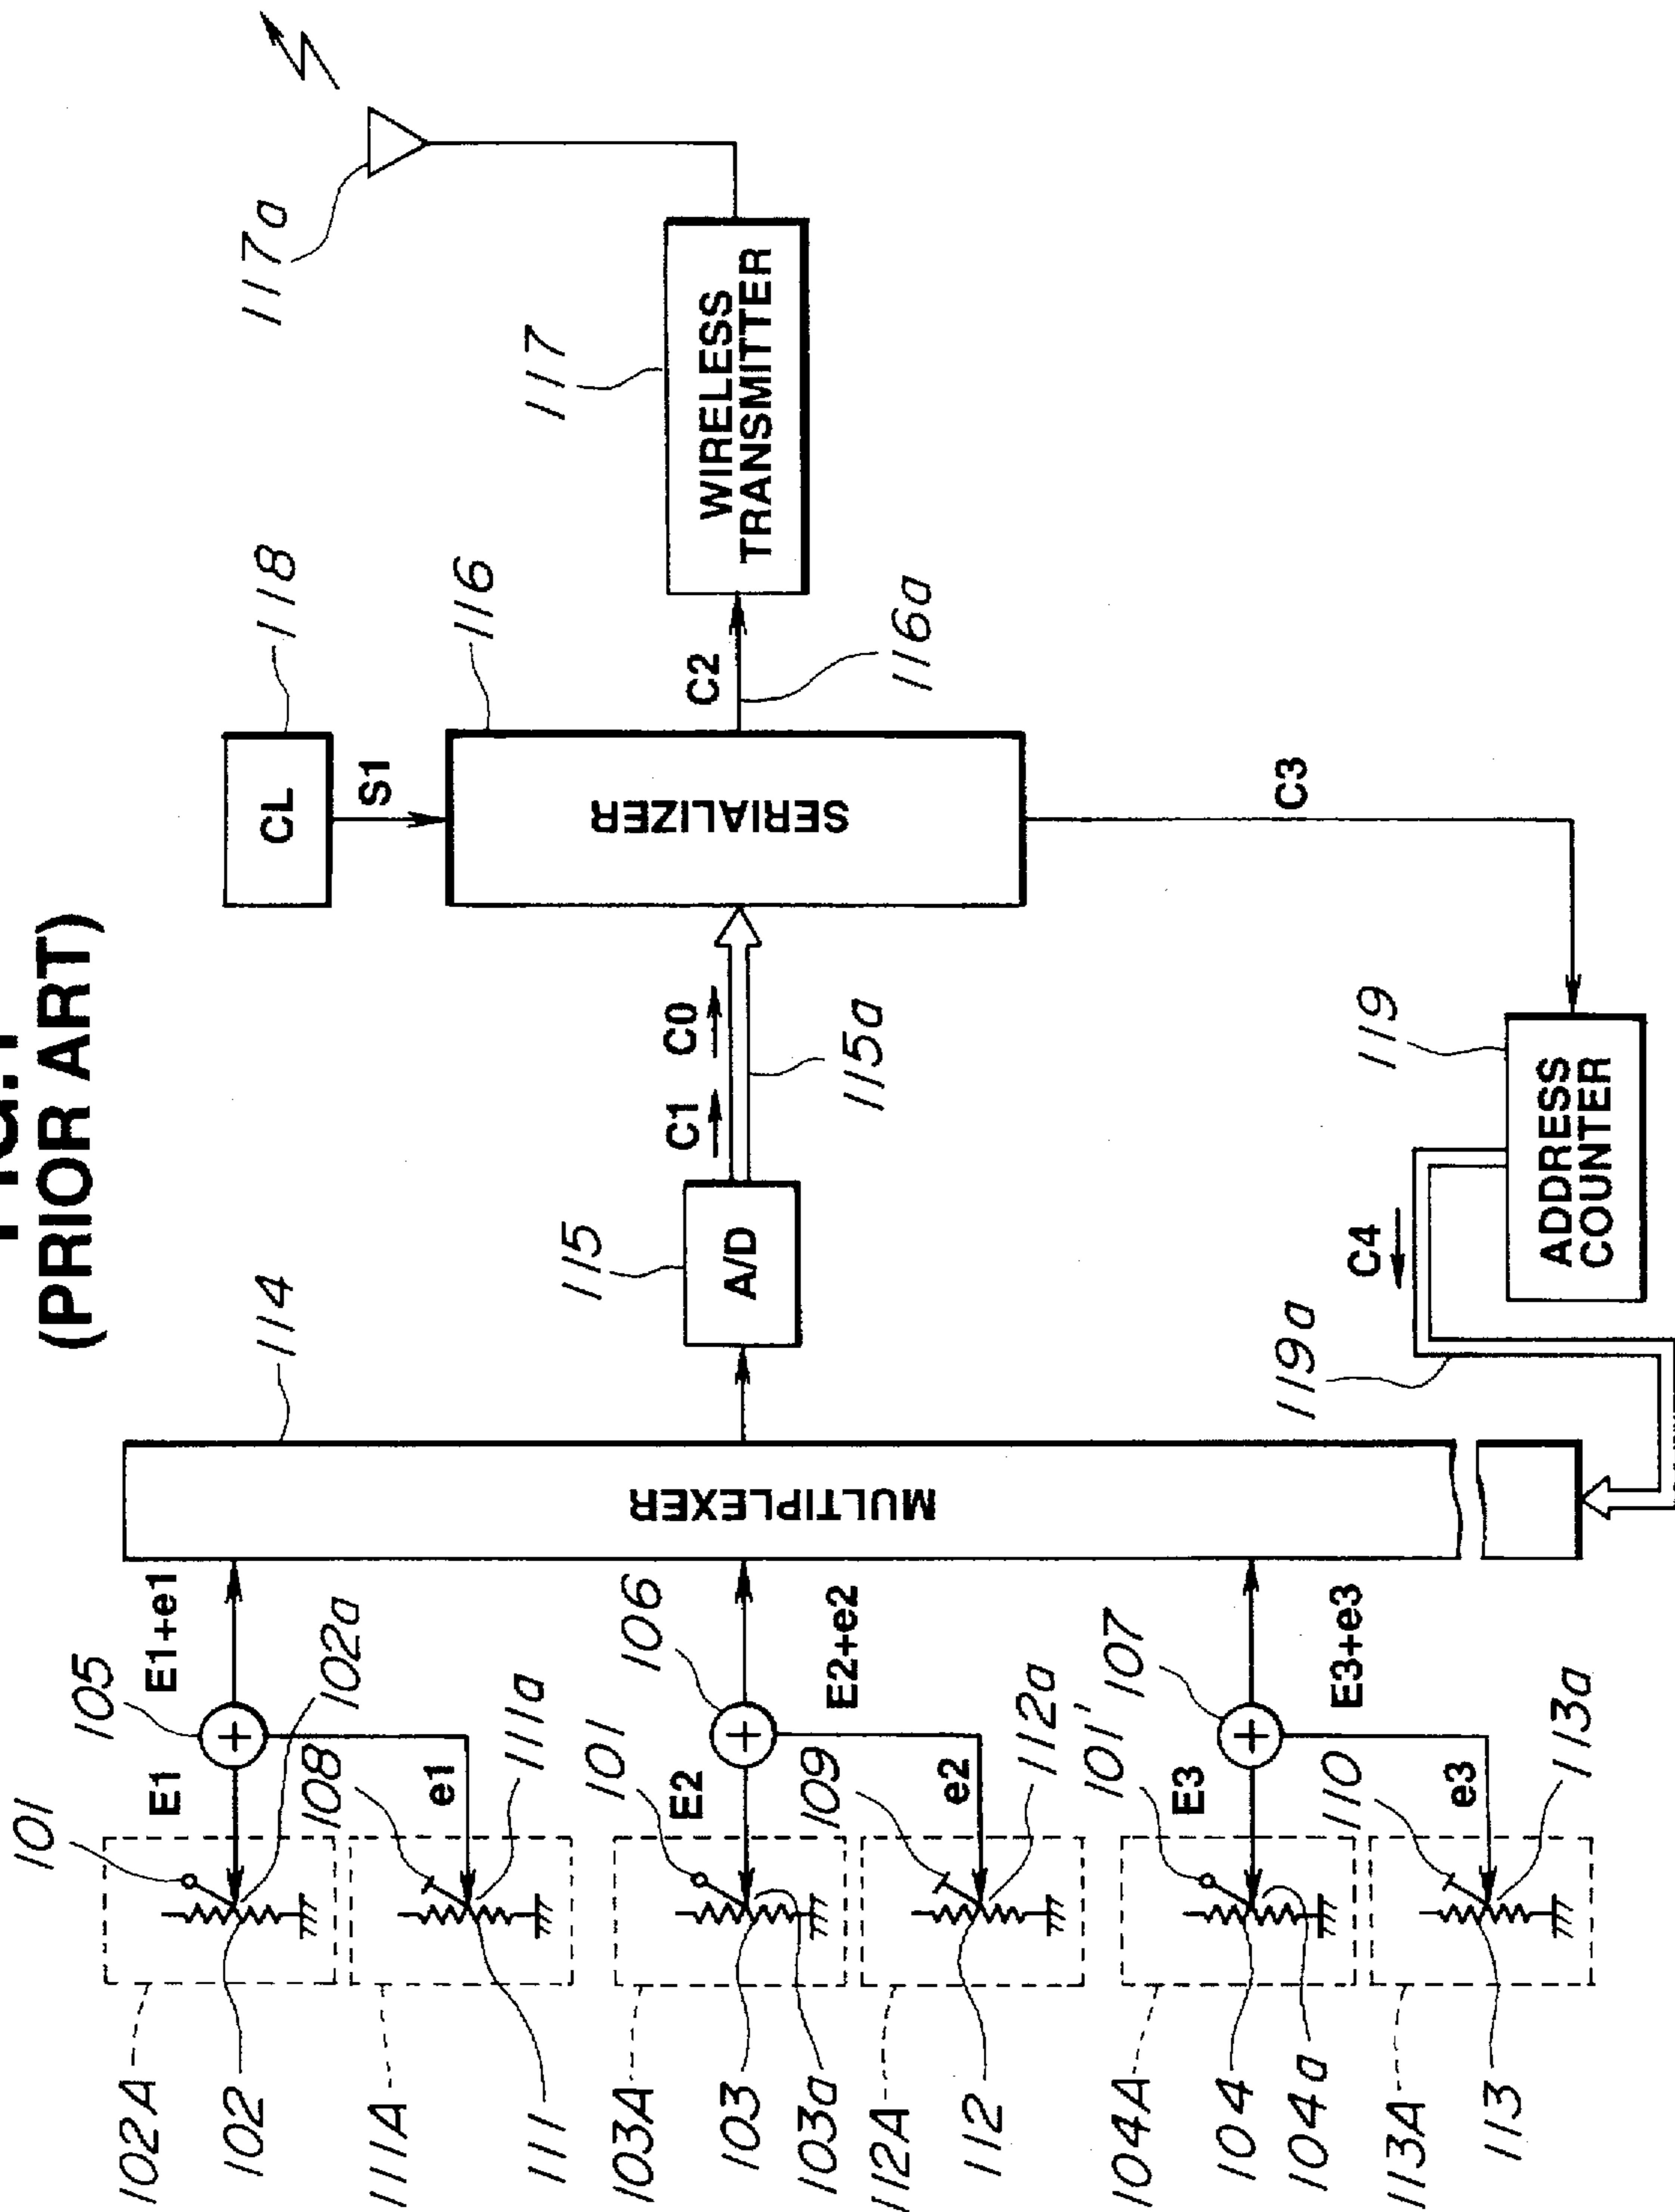 (PRIOR ART)
101
102A
102
105
E1
E1+e1
102a
108
111A
111
e1
111a
101
103A
103
103a
106
E2
E2+e2
109
112A
112
e2
112a
101'
104A
104
104a
107
E3
E3+e3
110
113A
113
e3
113a
114
MULTIPLEXER
115
A/D
C1
C0
115a
118
CL
S1
116
SERIALIZER
C2
116a
117
WIRELESS
TRANSMITTER
117a
C3
119
ADDRESS
COUNTER
C4
119a